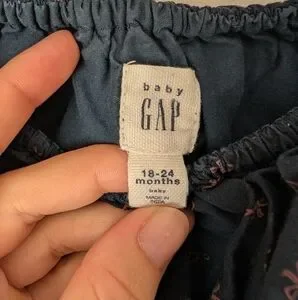 baby
GAP
18-24
months
baby
MADE IN
INDIA